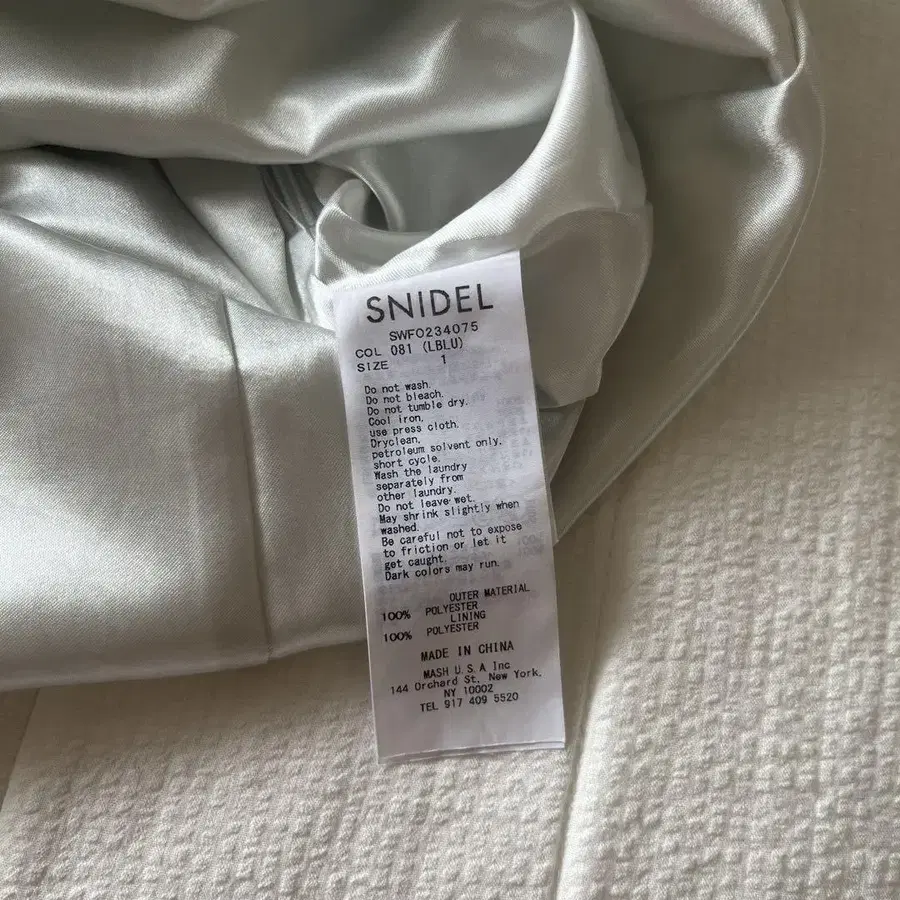 SNIDEL
SWFO234075
COL 081 (LBLU)
SIZE 1
Do not wash.
Do not bleach.
Do not tumble dry.
Cool iron,
use press cloth.
Dryclean,
petroleum solvent only,
short cycle.
Wash the laundry
separately from
other laundry.
Do not leave wet.
May shrink slightly when
washed.
Be careful not to expose
to friction or let it
get caught.
Dark colors may run.
OUTER MATERIAL
100% POLYESTER
LINING
100% POLYESTER
MADE IN CHINA
MASH U.S.A Inc
144 Orchard St. New York,
NY 10002
TEL 917 409 5520